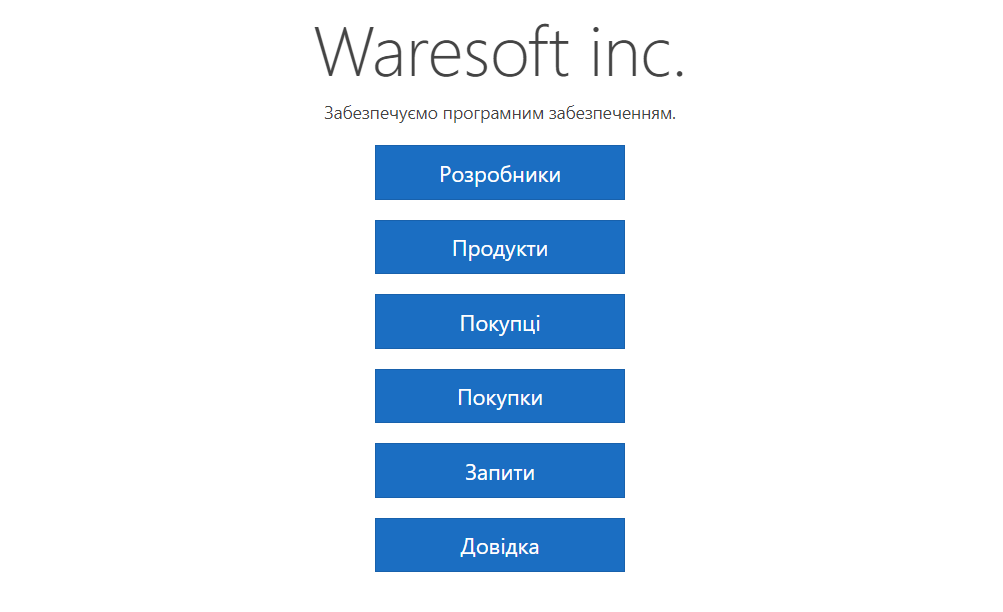 Waresoft inc.
Забезпечуємо програмним забезпеченням.
Розробники
Продукти
Покупці
Покупки
Запити
Довідка